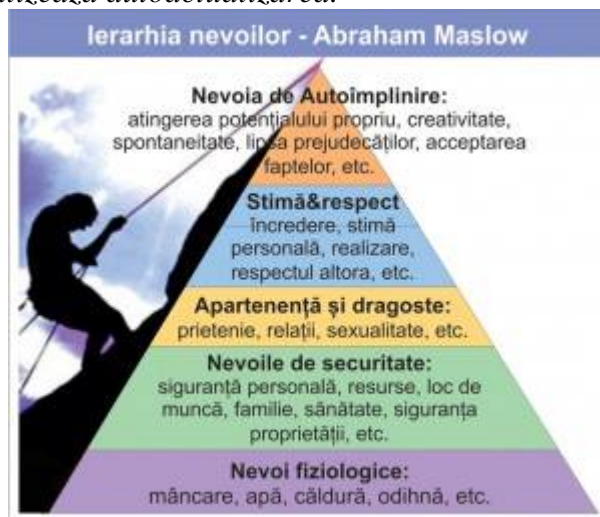 Ierarhia nevoilor - Abraham Maslow
Nevoia de Autoîmplinire:
atingerea potențialului propriu, creativitate,
spontaneitate, lipsa prejudecăților, acceptarea
faptelor, etc.
Stimă&respect
încredere, stimă
personală, realizare,
respectul altora, etc.
Apartenență și dragoste:
prietenie, relații, sexualitate, etc.
Nevoile de securitate:
siguranță personală, resurse, loc de
muncă, familie, sănătate, siguranța
proprietății, etc.
Nevoi fiziologice:
mâncare, apă, căldură, odihnă, etc.